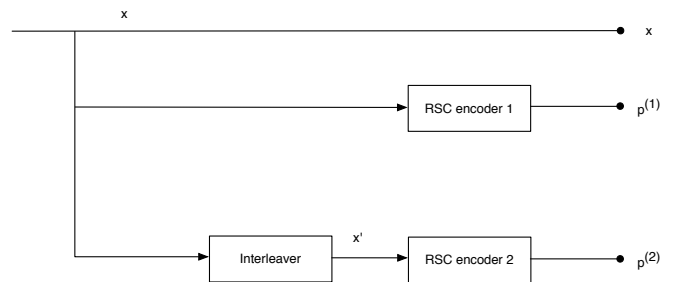 x
x
RSC encoder 1
p(1)
x'
Interleaver
RSC encoder 2
p(2)